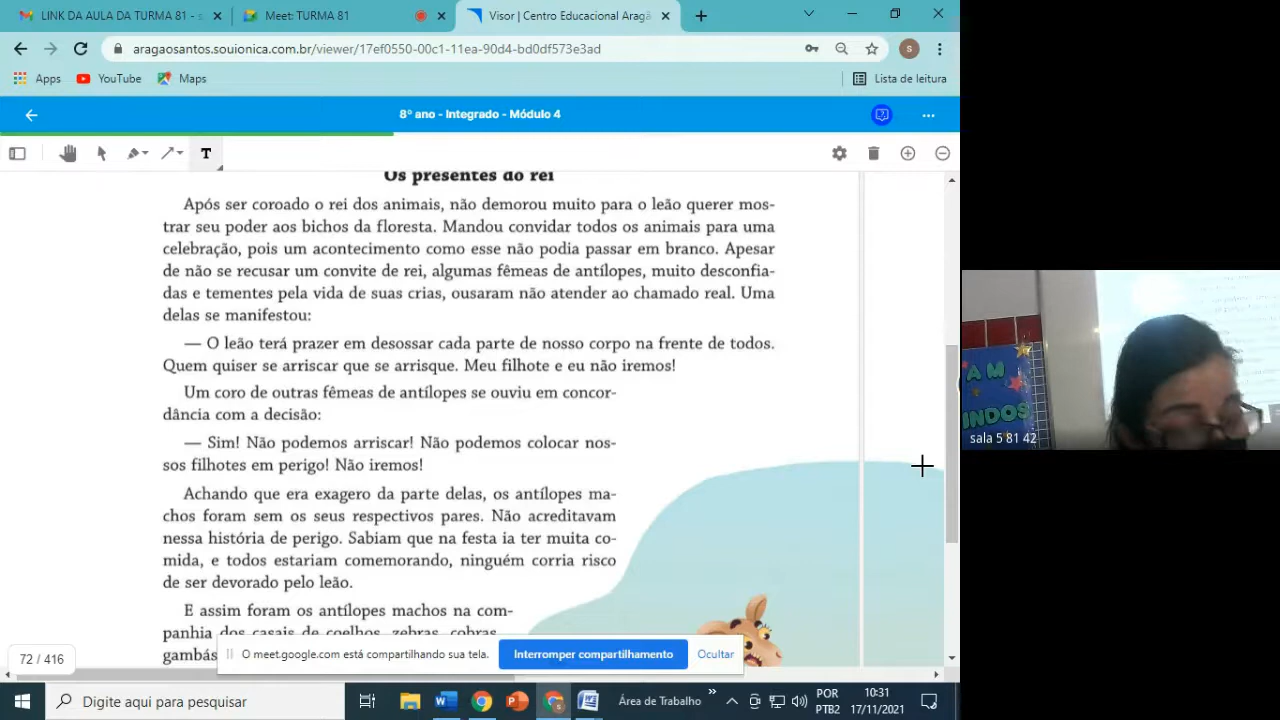 LINK DA AULA DA TURMA 81 - s
Meet: TURMA 81
Visor | Centro Educacional Aragã
aragaosantos.souionica.com.br/viewer/17ef0550-00c1-11ea-90d4-bd0df573e3ad
S
Apps
YouTube
Maps
Lista de leitura
8º ano - Integrado - Módulo 4
T
Os presentes do rei
Após ser coroado o rei dos animais, não demorou muito para o leão querer mos-
trar seu poder aos bichos da floresta. Mandou convidar todos os animais para uma
celebração, pois um acontecimento como esse não podia passar em branco. Apesar
de não se recusar um convite de rei, algumas fêmeas de antílopes, muito desconfia-
das e tementes pela vida de suas crias, ousaram não atender ao chamado real. Uma
delas se manifestou:
— O leão terá prazer em desossar cada parte de nosso corpo na frente de todos.
Quem quiser se arriscar que se arrisque. Meu filhote e eu não iremos!
Um coro de outras fêmeas de antílopes se ouviu em concor-
dância com a decisão:
— Sim! Não podemos arriscar! Não podemos colocar nos-
sos filhotes em perigo! Não iremos!
Achando que era exagero da parte delas, os antílopes ma-
chos foram sem os seus respectivos pares. Não acreditavam
nessa história de perigo. Sabiam que na festa ia ter muita co-
mida, e todos estariam comemorando, ninguém corria risco
de ser devorado pelo leão.
E assim foram os antílopes machos na com-
panhia dos casais de coelhos, zebras, cobras,
gambás
72 / 416
O meet.google.com está compartilhando sua tela.
Interromper compartilhamento
Ocultar
AM
INDOS
sala 5 81 42
Digite aqui para pesquisar
Área de Trabalho
POR
PTB2
10:31
17/11/2021